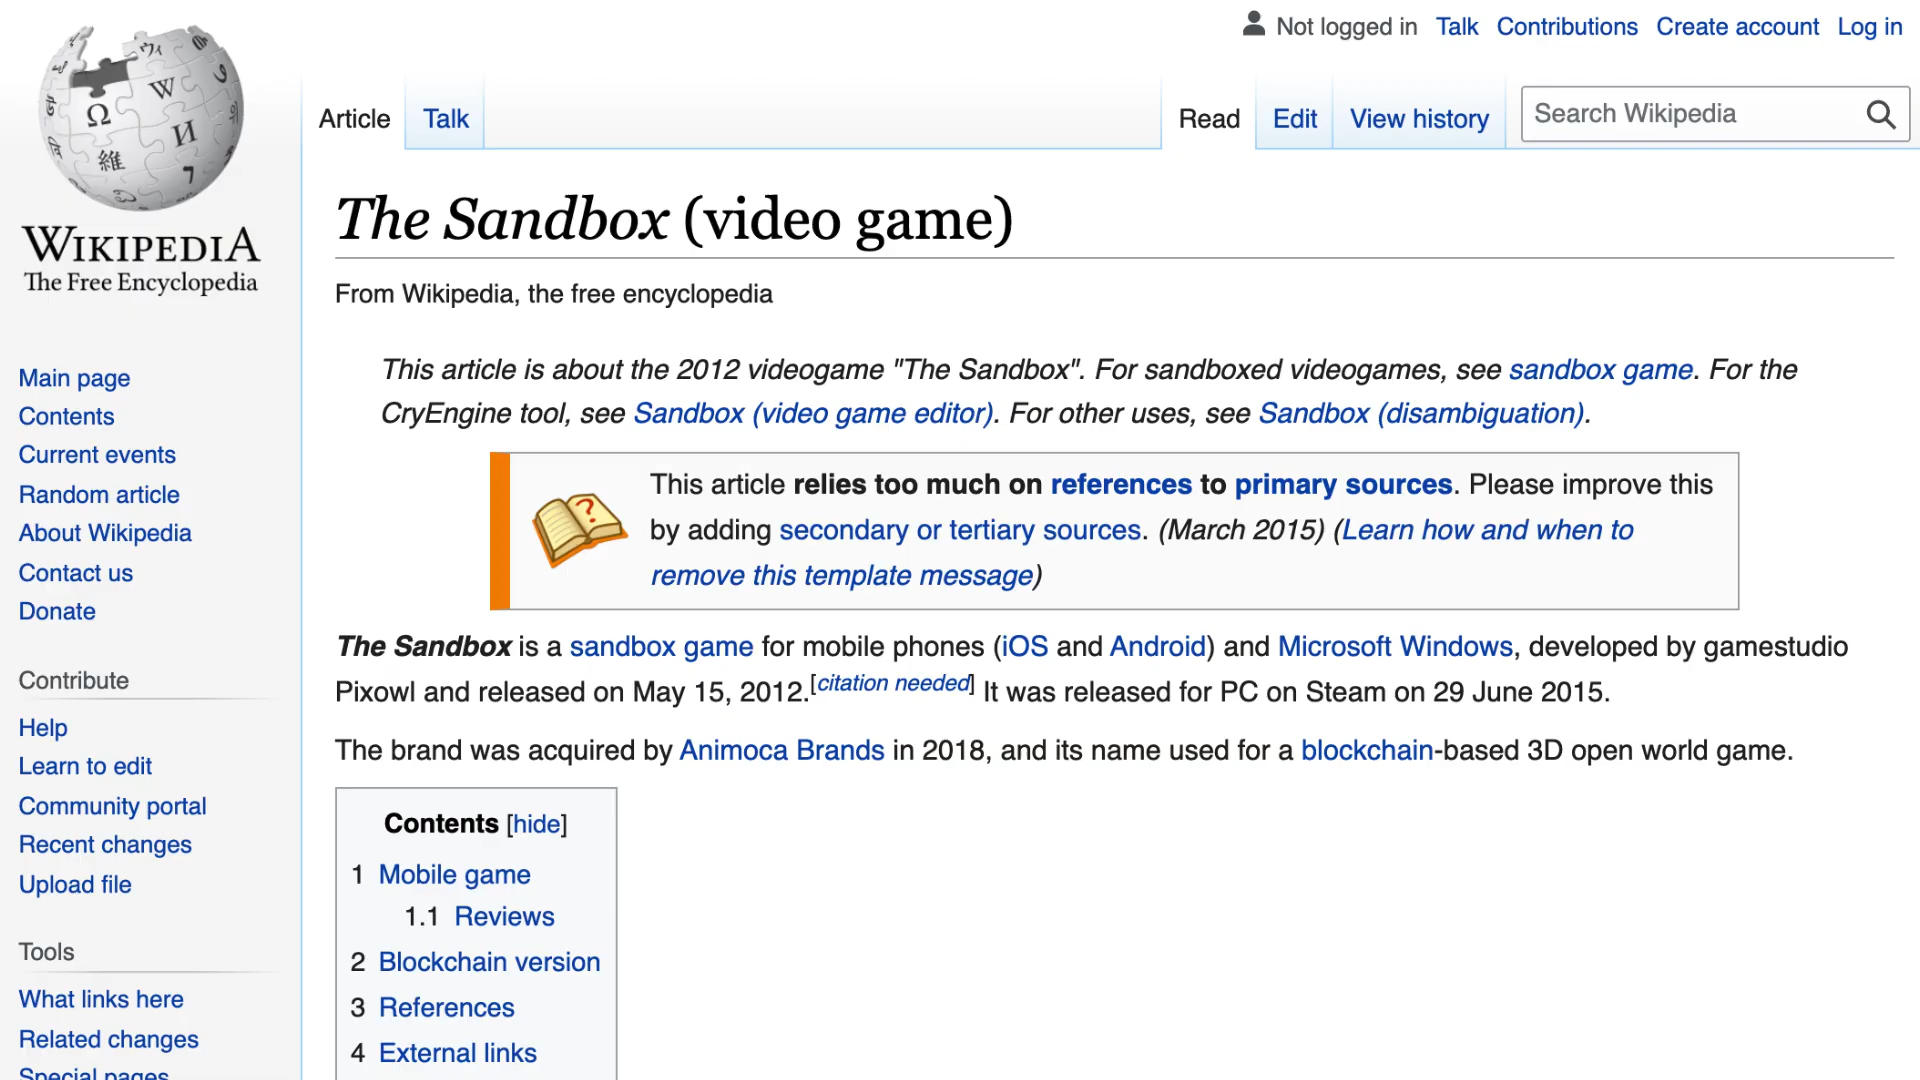 Not logged in Talk Contributions Create account Log in
Article Talk Read Edit View history Search Wikipedia
WIKIPEDIA
The Free Encyclopedia
Main page
Contents
Current events
Random article
About Wikipedia
Contact us
Donate
Contribute
Help
Learn to edit
Community portal
Recent changes
Upload file
Tools
What links here
Related changes
Special pages
The Sandbox (video game)
From Wikipedia, the free encyclopedia
This article is about the 2012 videogame "The Sandbox". For sandboxed videogames, see sandbox game. For the
CryEngine tool, see Sandbox (video game editor). For other uses, see Sandbox (disambiguation).
This article relies too much on references to primary sources. Please improve this
by adding secondary or tertiary sources. (March 2015) (Learn how and when to
remove this template message)
The Sandbox is a sandbox game for mobile phones (iOS and Android) and Microsoft Windows, developed by gamestudio
Pixowl and released on May 15, 2012.[citation needed] It was released for PC on Steam on 29 June 2015.
The brand was acquired by Animoca Brands in 2018, and its name used for a blockchain-based 3D open world game.
Contents [hide]
1 Mobile game
1.1 Reviews
2 Blockchain version
3 References
4 External links